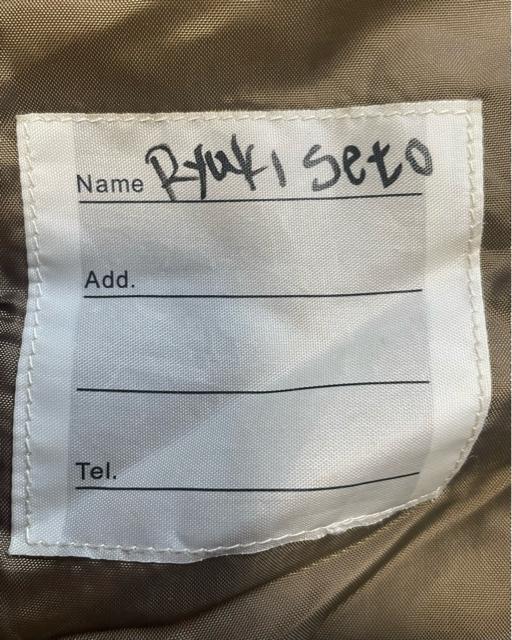 Name Ryuki Seto
Add.
Tel.